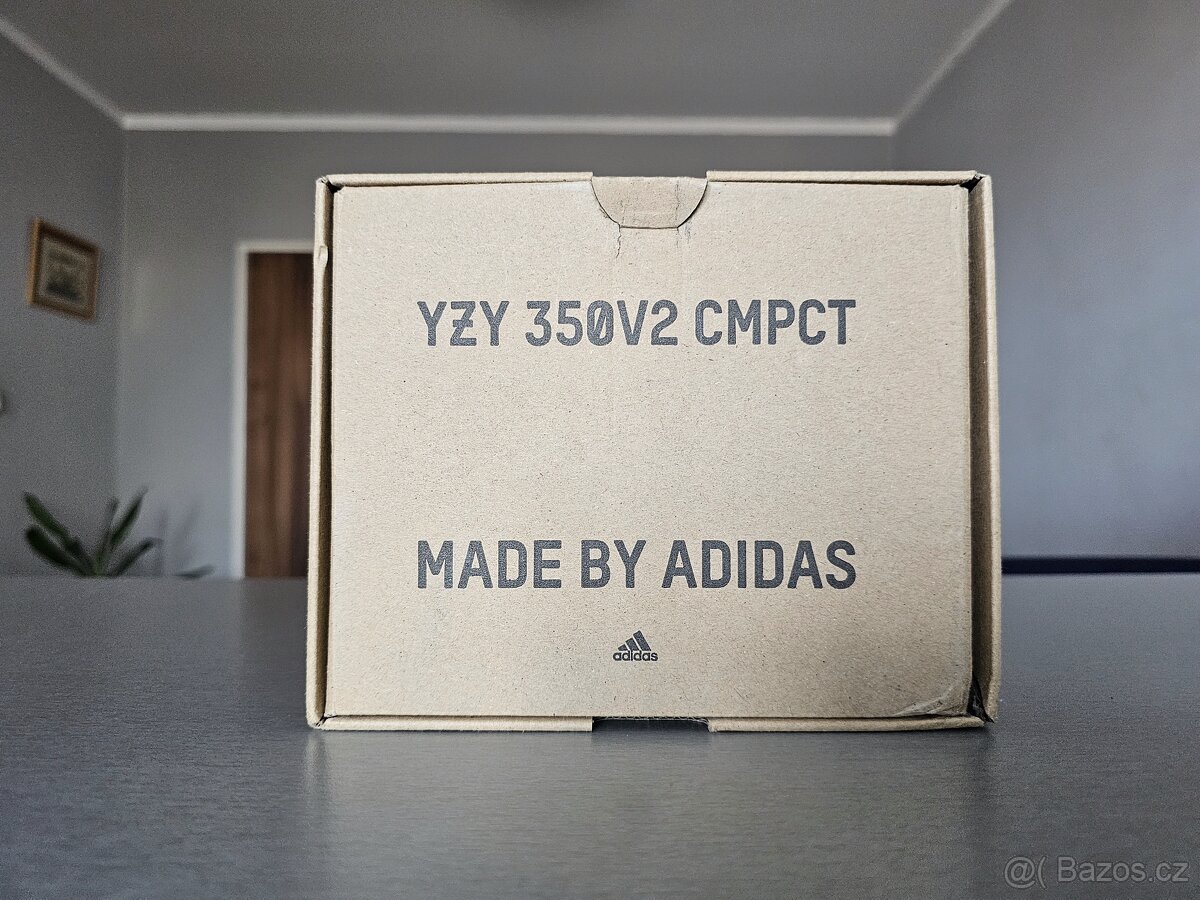 YZY 350V2 CMPCT
MADE BY ADIDAS
adidas
@( Bazos.cz